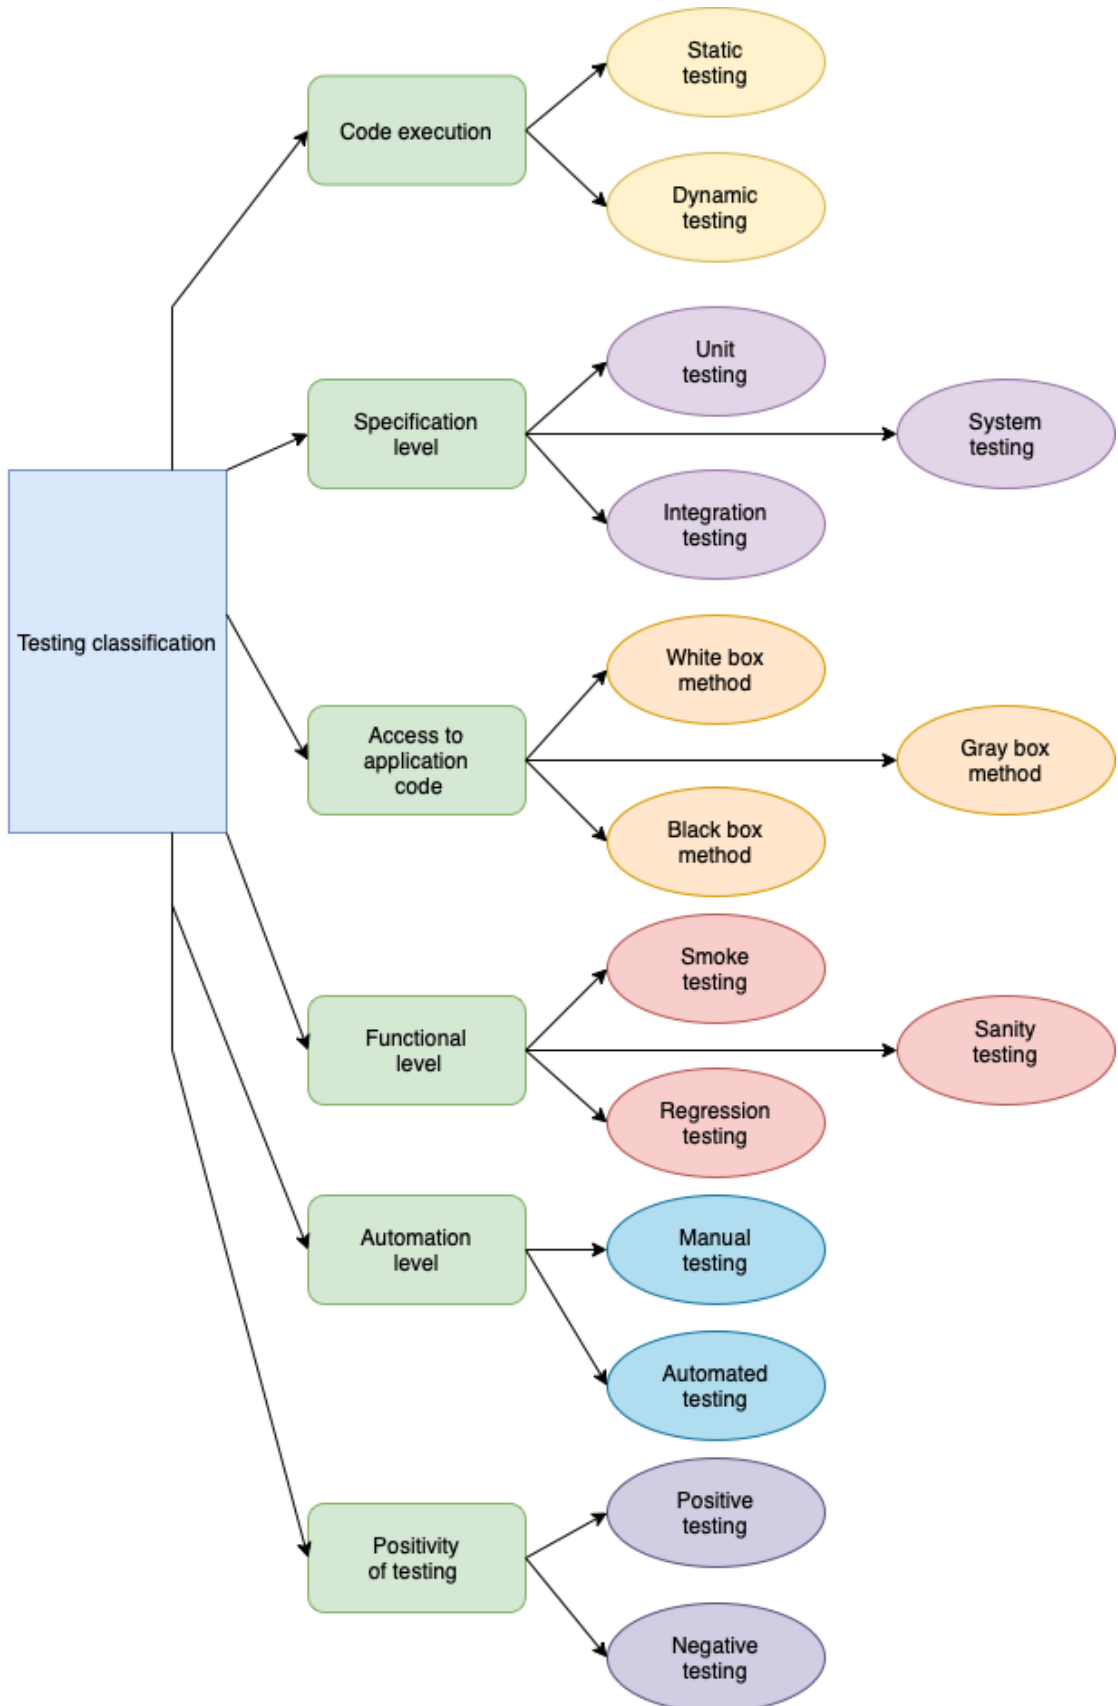 Static
testing
Code execution
Dynamic
testing
Unit
testing
Specification
level
System
testing
Integration
testing
Testing classification
White box
method
Access to
application
code
Gray box
method
Black box
method
Smoke
testing
Functional
level
Sanity
testing
Regression
testing
Automation
level
Manual
testing
Automated
testing
Positive
testing
Positivity
of testing
Negative
testing